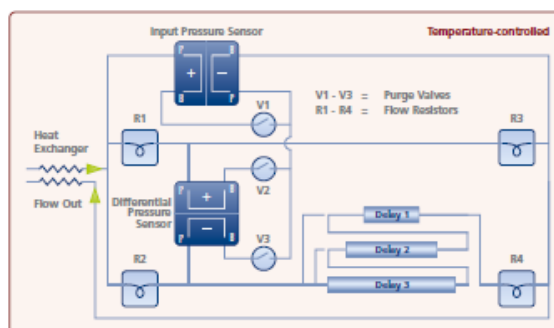 Input Pressure Sensor
Temperature-controlled
F B
+ −
B F
V1 - V3 = Purge Valves
R1 - R4 = Flow Resistors
V1
R1
R3
Heat
Exchanger
V2
Flow Out
Differential
Pressure
Sensor
F B
+
−
F B
V3
Delay 1
Delay 2
Delay 3
R2
R4